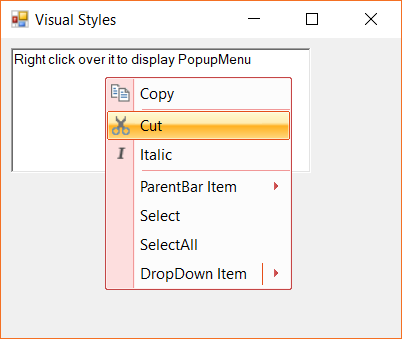 Visual Styles
Right click over it to display PopupMenu
Copy
Cut
Italic
ParentBar Item
Select
SelectAll
DropDown Item